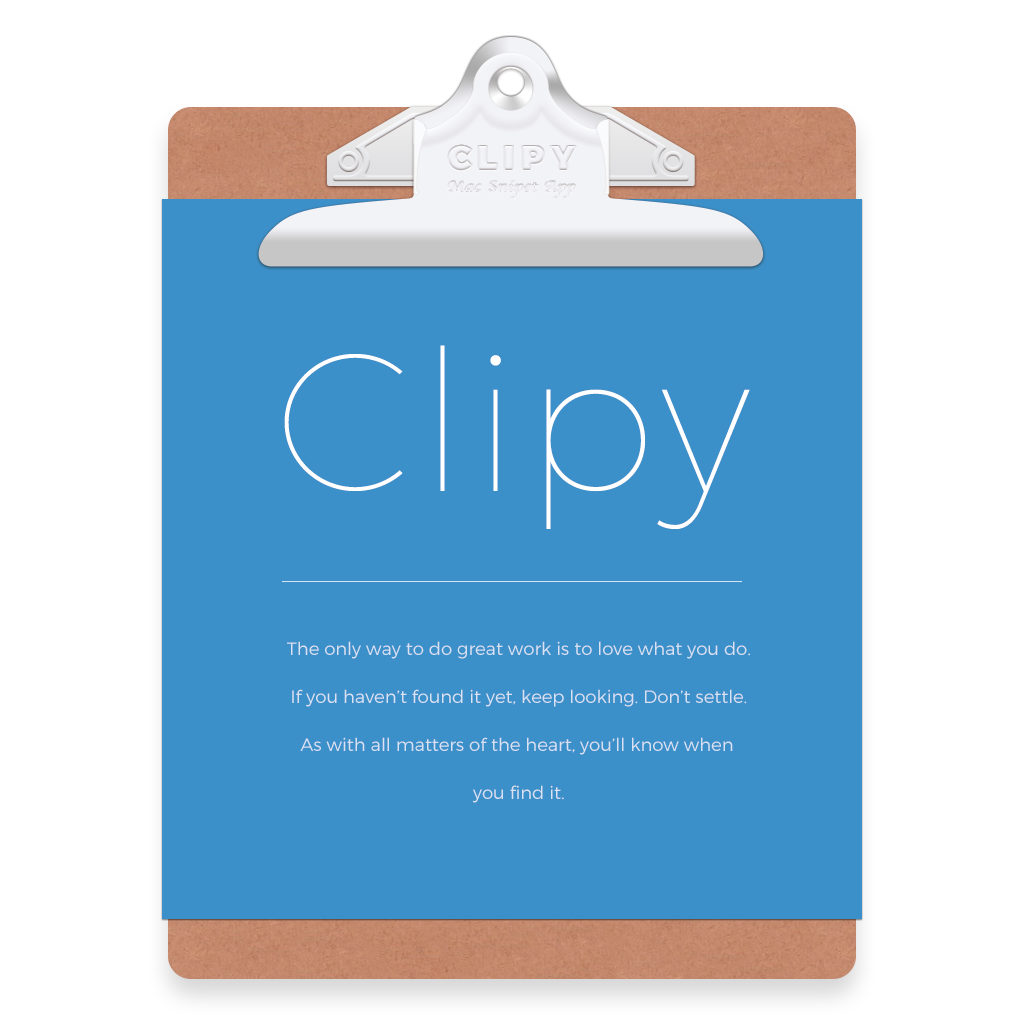 CLIPY
Mac Snipet App
Clipy
The only way to do great work is to love what you do.
If you haven’t found it yet, keep looking. Don’t settle.
As with all matters of the heart, you’ll know when
you find it.